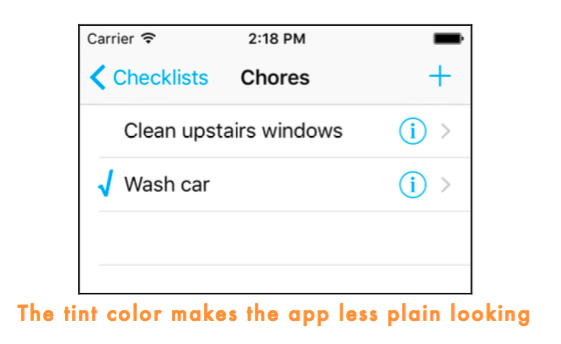 Carrier 2:18 PM
Checklists Chores +
Clean upstairs windows i
Wash car i
The tint color makes the app less plain looking